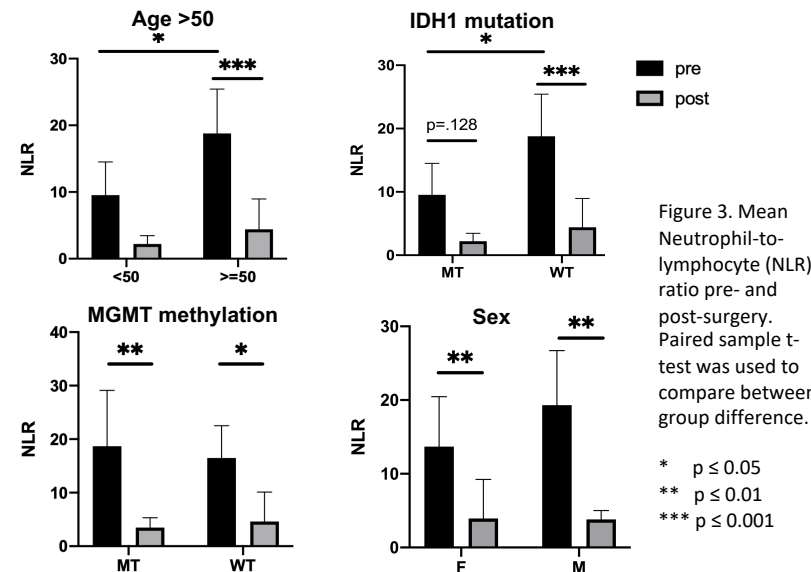 Age >50
*
***
30
20
10
0
NLR
<50
>=50
IDH1 mutation
*
***
p=.128
30
20
10
0
NLR
MT
WT
pre
post
MGMT methylation
**
*
40
30
20
10
0
NLR
MT
WT
Sex
**
**
30
20
10
0
NLR
F
M
Figure 3. Mean
Neutrophil-to-
lymphocyte (NLR)
ratio pre- and
post-surgery.
Paired sample t-
test was used to
compare between
group difference.
* p ≤ 0.05
** p ≤ 0.01
*** p ≤ 0.001